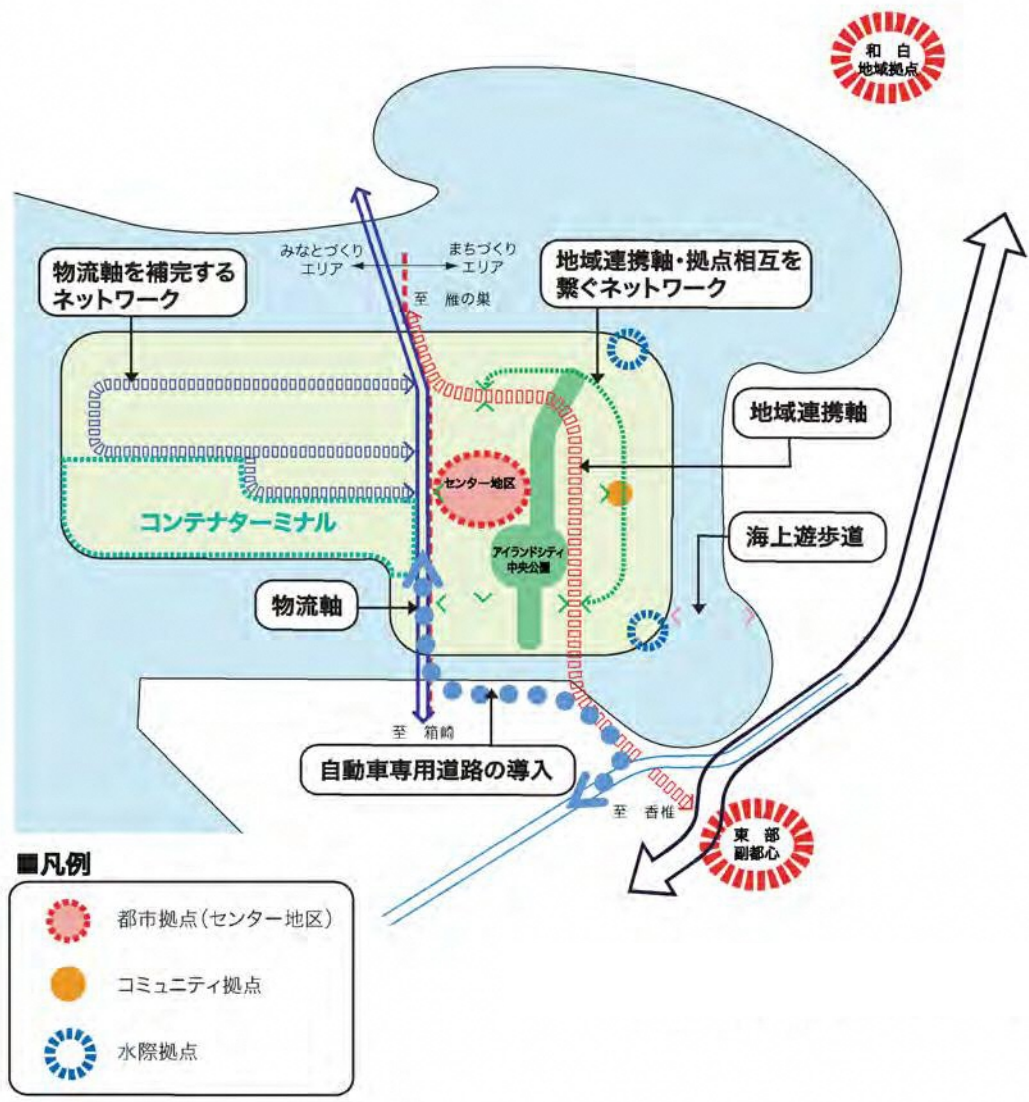 和 白
地域拠点
みなとづくり
エリア
まちづくり
エリア
物流軸を補完する
ネットワーク
地域連携軸・拠点相互を
繋ぐネットワーク
至 雁の巣
地域連携軸
センター地区
コンテナターミナル
海上遊歩道
アイランドシティ
中央公園
物流軸
至 箱崎
自動車専用道路の導入
至 香椎
東 部
副都心
■凡例
都市拠点(センター地区)
コミュニティ拠点
水際拠点